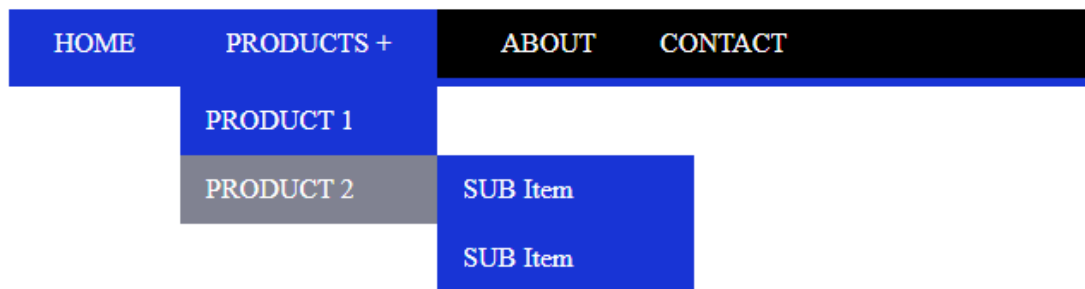 HOME PRODUCTS + ABOUT CONTACT
PRODUCT 1
PRODUCT 2 SUB Item
SUB Item